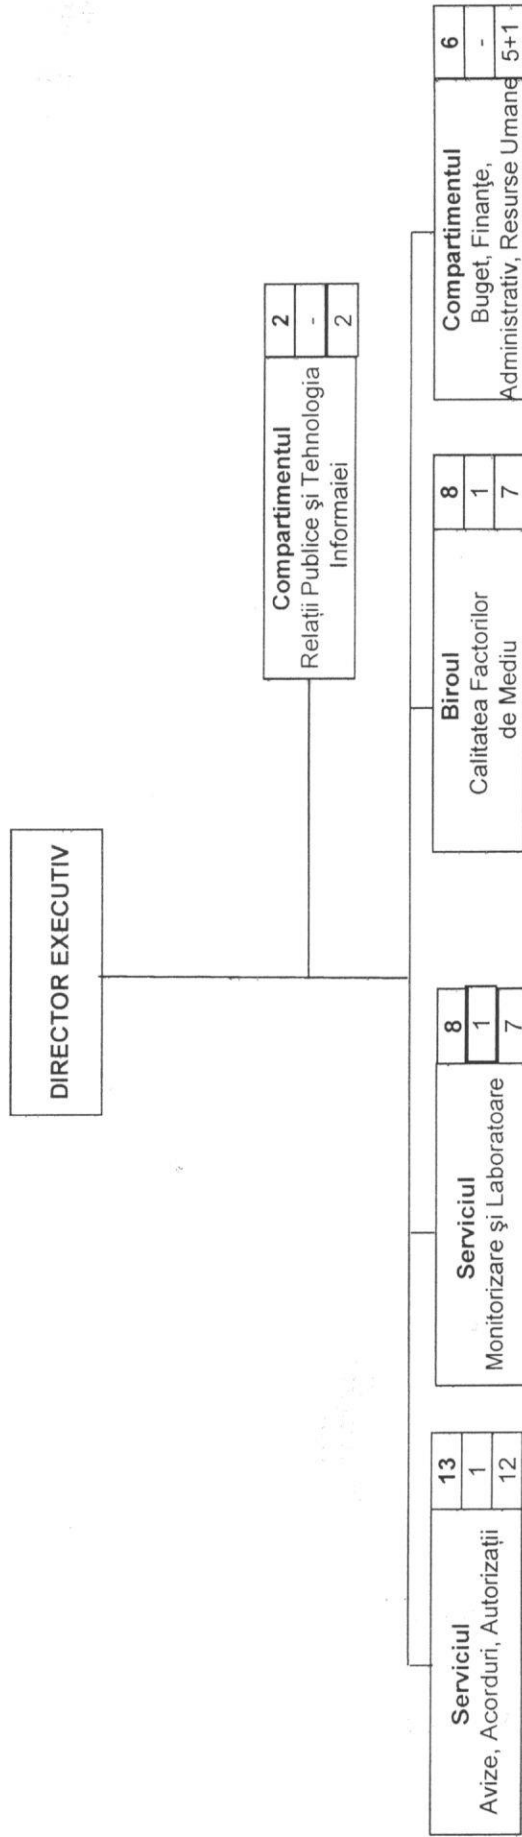 DIRECTOR EXECUTIV
Compartimentul
Relații Publice și Tehnologia
Informaiei
2
-
2
Serviciul
Avize, Acorduri, Autorizații
13
1
12
Serviciul
Monitorizare și Laboratoare
8
1
7
Biroul
Calitatea Factorilor
de Mediu
8
1
7
Compartimentul
Buget, Finanţe,
Administrativ, Resurse Umane
6
-
5+1